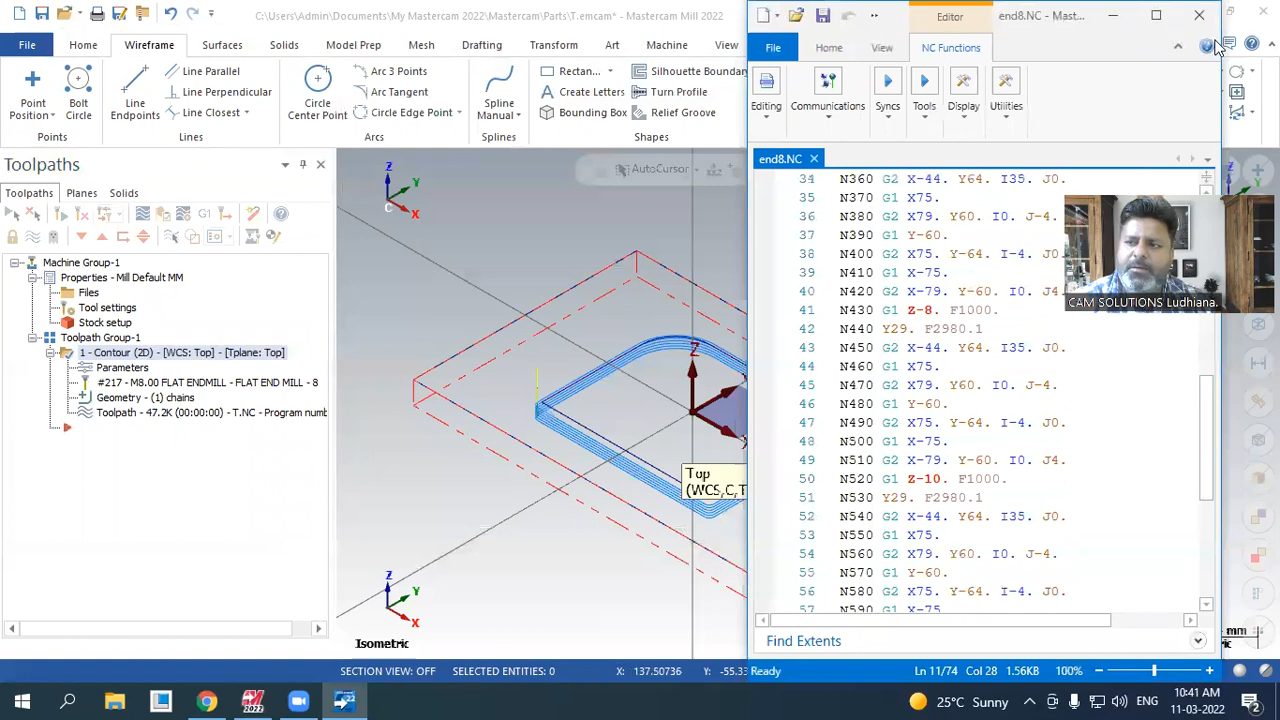 C:\Users\Admin\Documents\My Mastercam 2022\Mastercam\Parts\T.emcam* - Mastercam Mill 2022
File
Home
Wireframe
Surfaces
Solids
Model Prep
Mesh
Drafting
Transform
Art
Machine
View
Point Position
Bolt Circle
Points
Line Endpoints
Line Parallel
Line Perpendicular
Line Closest
Lines
Circle Center Point
Arc 3 Points
Arc Tangent
Circle Edge Point
Arcs
Spline Manual
Splines
Rectan...
Create Letters
Bounding Box
Silhouette Boundar
Turn Profile
Relief Groove
Shapes
Toolpaths
Toolpaths
Planes
Solids
G1
Machine Group-1
Properties - Mill Default MM
Files
Tool settings
Stock setup
Toolpath Group-1
1 - Contour (2D) - [WCS: Top] - [Tplane: Top]
Parameters
#217 - M8.00 FLAT ENDMILL - FLAT END MILL - 8
Geometry - (1) chains
Toolpath - 47.2K (00:00:00) - T.NC - Program numb
AutoCursor
Z
Y
X
C
Z
Top
(WCS,C,T
Z
Y
X
Isometric
mm
Editor
end8.NC - Mast...
File
Home
View
NC Functions
Editing
Communications
Syncs
Tools
Display
Utilities
end8.NC
34 N360 G2 X-44. Y64. I35. J0.
35 N370 G1 X75.
36 N380 G2 X79. Y60. I0. J-4.
37 N390 G1 Y-60.
38 N400 G2 X75. Y-64. I-4. J0.
39 N410 G1 X-75.
40 N420 G2 X-79. Y-60. I0. J4.
41 N430 G1 Z-8. F1000.
42 N440 Y29. F2980.1
43 N450 G2 X-44. Y64. I35. J0.
44 N460 G1 X75.
45 N470 G2 X79. Y60. I0. J-4.
46 N480 G1 Y-60.
47 N490 G2 X75. Y-64. I-4. J0.
48 N500 G1 X-75.
49 N510 G2 X-79. Y-60. I0. J4.
50 N520 G1 Z-10. F1000.
51 N530 Y29. F2980.1
52 N540 G2 X-44. Y64. I35. J0.
53 N550 G1 X75.
54 N560 G2 X79. Y60. I0. J-4.
55 N570 G1 Y-60.
56 N580 G2 X75. Y-64. I-4. J0.
57 N590 G1 X-75
CAM SOLUTIONS Ludhiana.
Find Extents
SECTION VIEW: OFF
SELECTED ENTITIES: 0
X: 137.50736
Y: -55.33
Ready
Ln 11/74
Col 28
1.56KB
100%
25°C Sunny
ENG
10:41 AM
11-03-2022
2